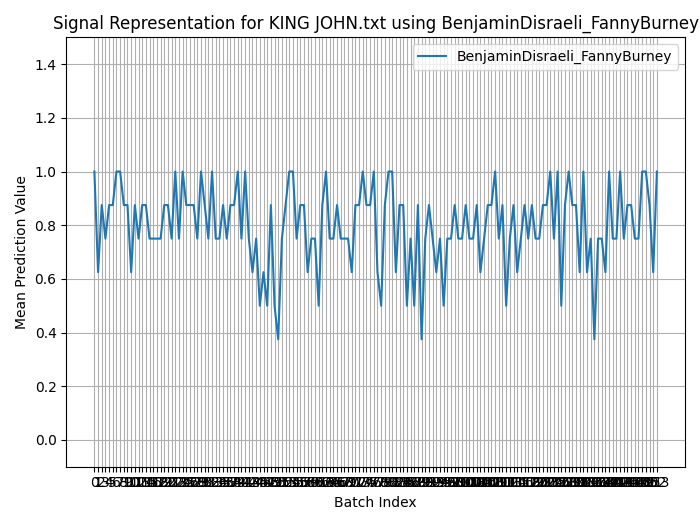 Signal Representation for KING JOHN.txt using BenjaminDisraeli_FannyBurney
BenjaminDisraeli_FannyBurney
Mean Prediction Value
1.4
1.2
1.0
0.8
0.6
0.4
0.2
0.0
Batch Index